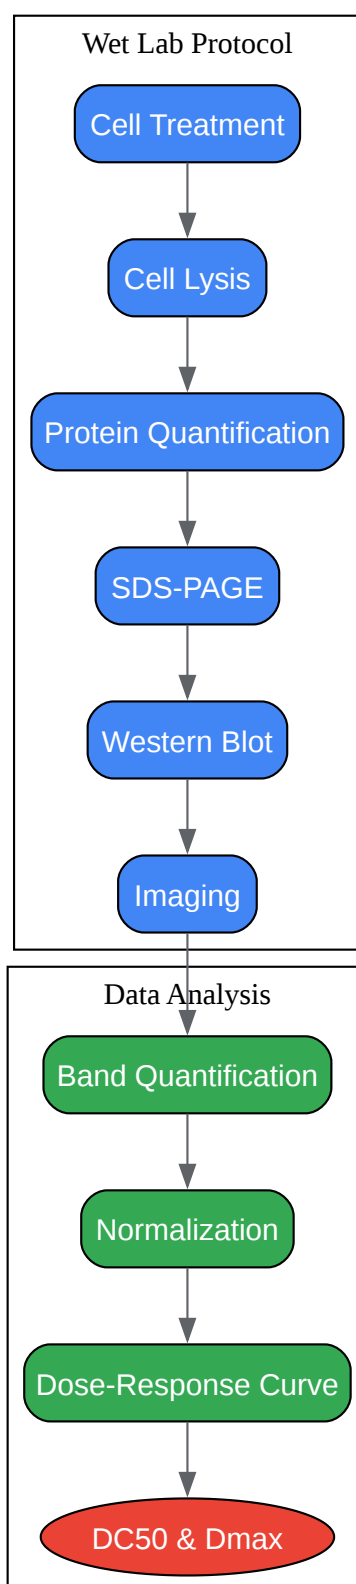 Wet Lab Protocol
Cell Treatment
Cell Lysis
Protein Quantification
SDS-PAGE
Western Blot
Imaging
Data Analysis
Band Quantification
Normalization
Dose-Response Curve
DC50 & Dmax